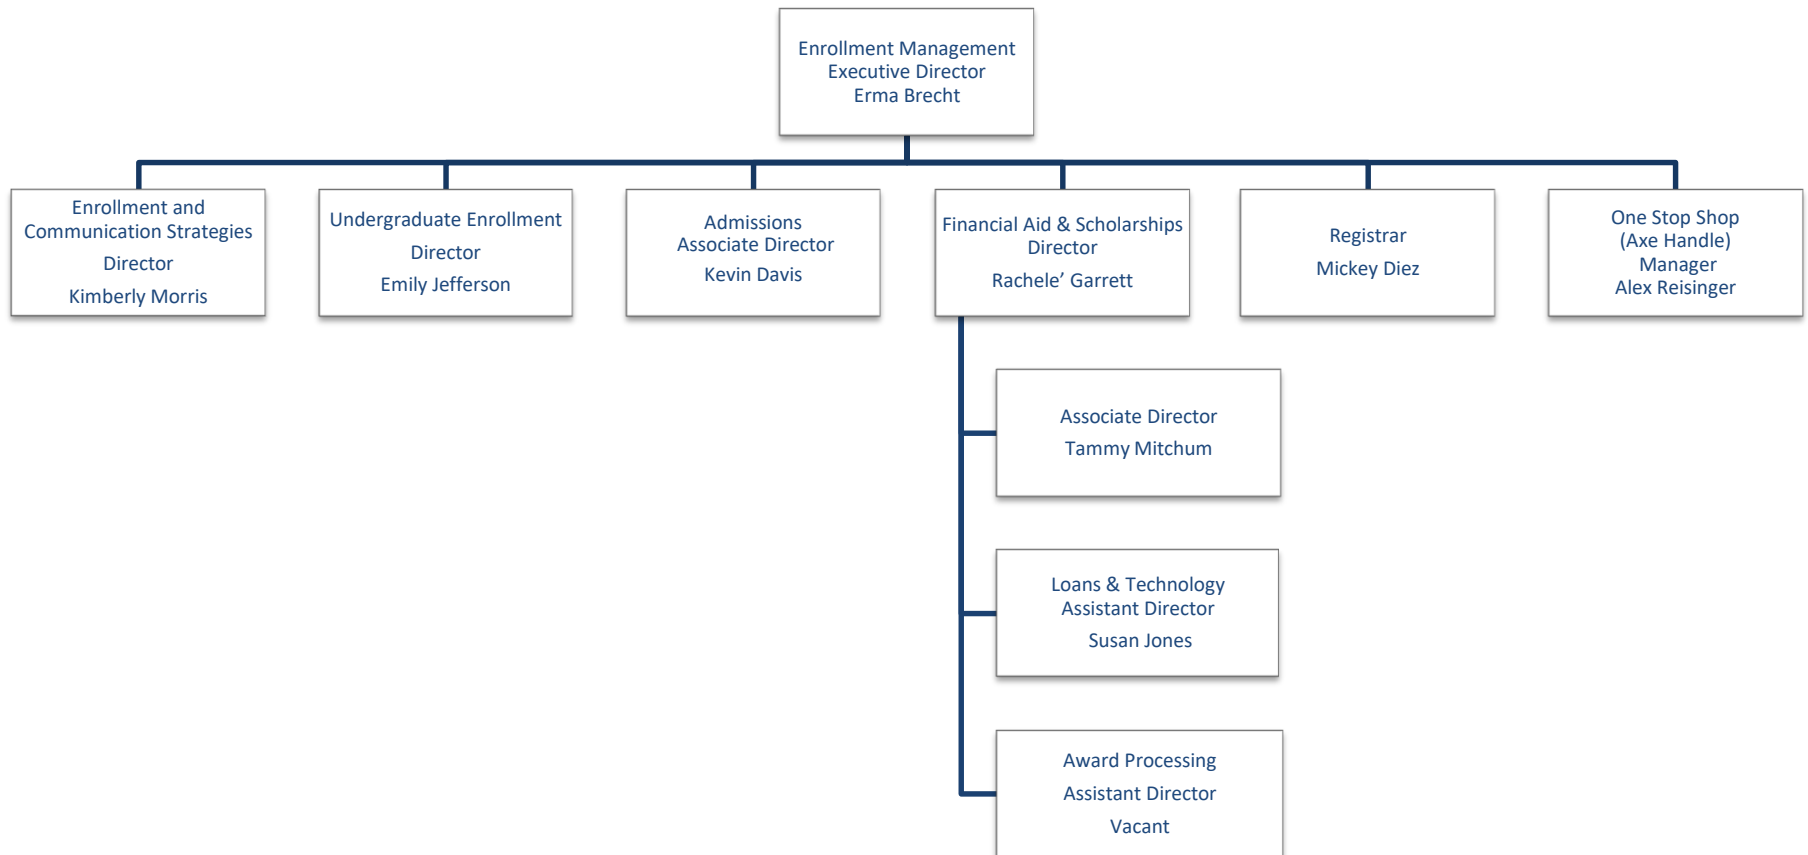 Enrollment Management
Executive Director
Erma Brecht
Enrollment and
Communication Strategies
Director
Kimberly Morris
Undergraduate Enrollment
Director
Emily Jefferson
Admissions
Associate Director
Kevin Davis
Financial Aid & Scholarships
Director
Rachele’ Garrett
Registrar
Mickey Diez
One Stop Shop
(Axe Handle)
Manager
Alex Reisinger
Associate Director
Tammy Mitchum
Loans & Technology
Assistant Director
Susan Jones
Award Processing
Assistant Director
Vacant